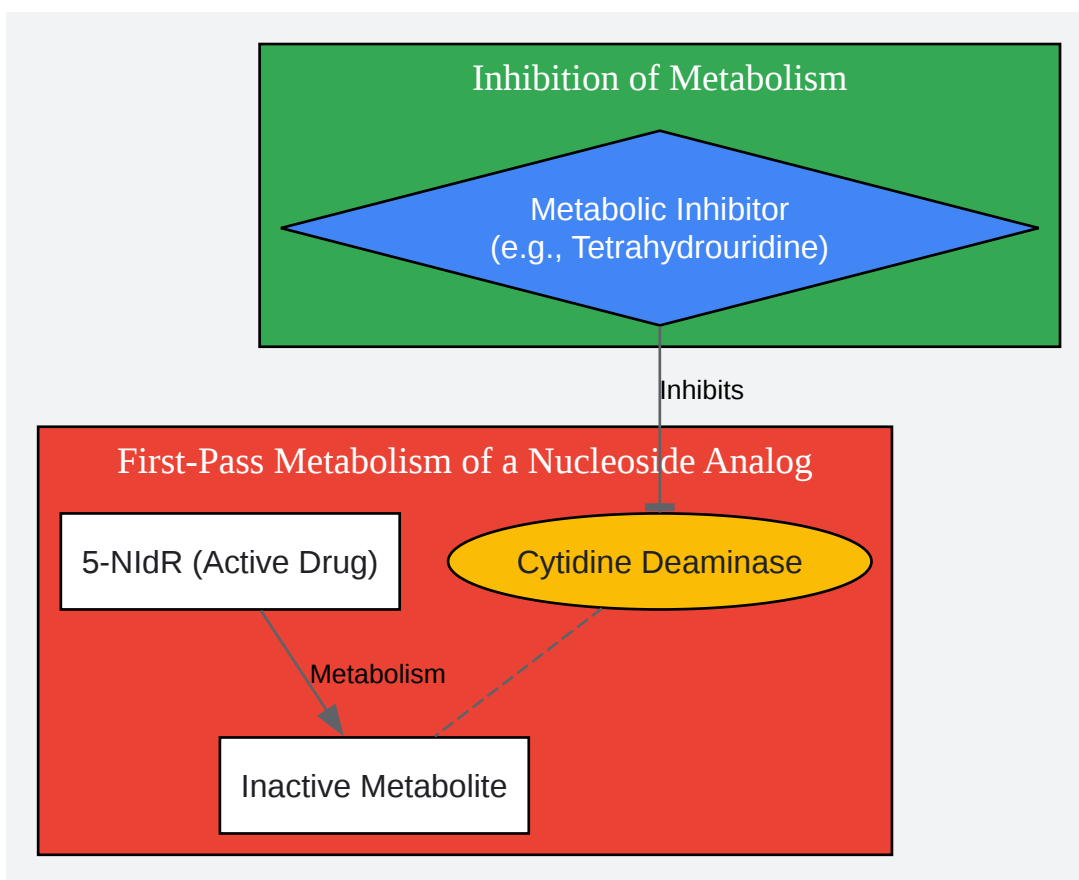 Inhibition of Metabolism
Metabolic Inhibitor
(e.g., Tetrahydrouridine)
Inhibits
First-Pass Metabolism of a Nucleoside Analog
5-NIdR (Active Drug)
Cytidine Deaminase
Metabolism
Inactive Metabolite